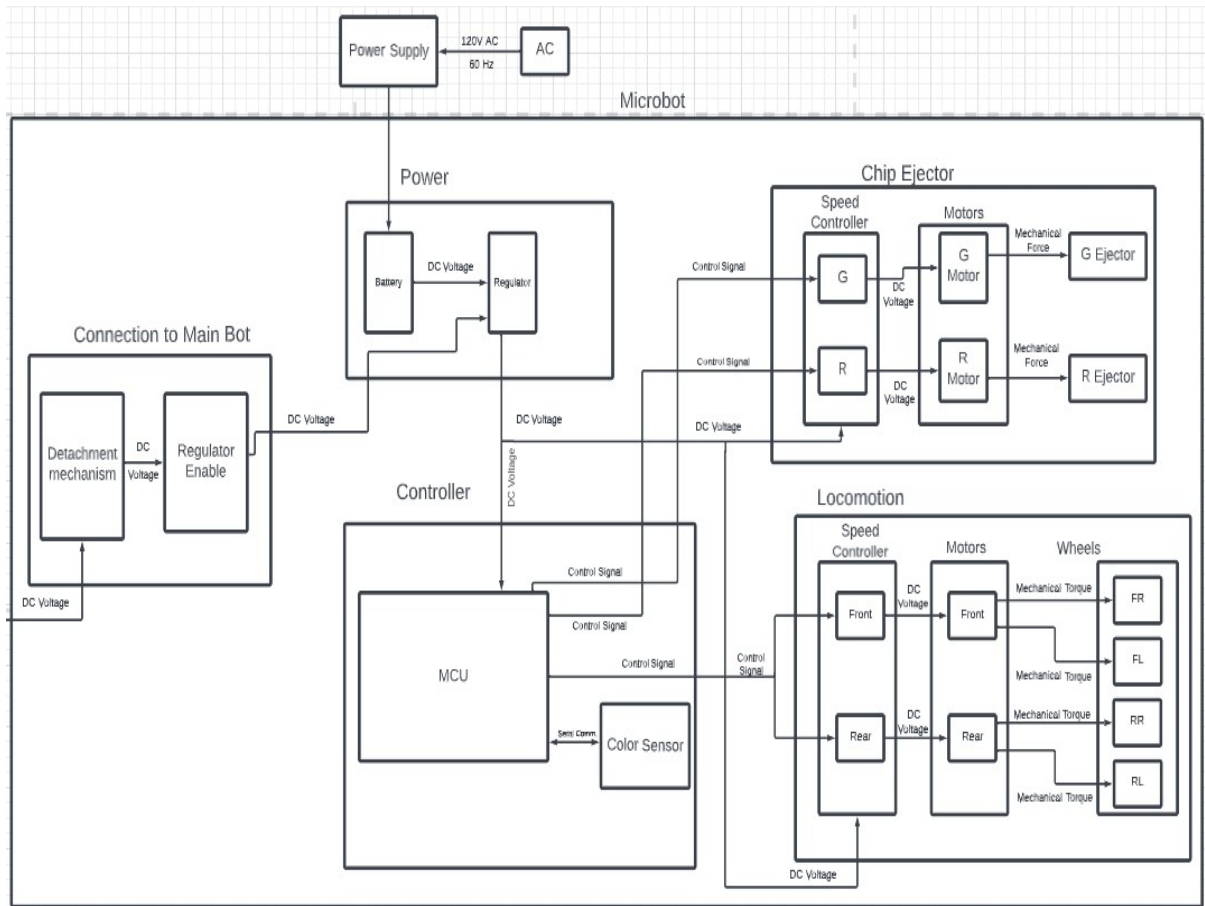 Power Supply
120V AC
60 Hz
AC
Microbot
Power
Battery
DC Voltage
Regulator
Connection to Main Bot
Detachment
mechanism
DC
Voltage
Regulator
Enable
DC Voltage
DC Voltage
DC Voltage
DC Voltage
DC Voltage
Controller
MCU
Control Signal
Control Signal
Control Signal
Serial Comm.
Color Sensor
Chip Ejector
Speed
Controller
Motors
Control Signal
G
DC
Voltage
G
Motor
Mechanical
Force
G Ejector
Control Signal
R
DC
Voltage
R
Motor
Mechanical
Force
R Ejector
Locomotion
Speed
Controller
Motors
Wheels
Control
Signal
Front
DC
Voltage
Front
Mechanical Torque
FR
Mechanical Torque
FL
Rear
DC
Voltage
Rear
Mechanical Torque
RR
Mechanical Torque
RL
DC Voltage